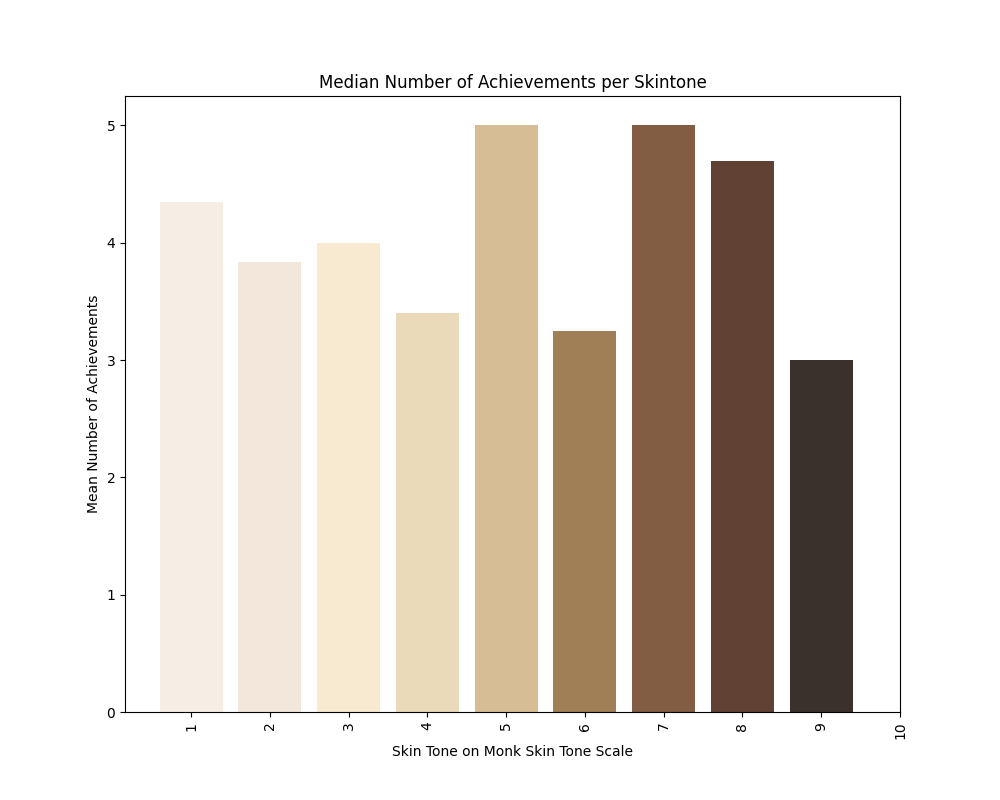 Median Number of Achievements per Skintone
Mean Number of Achievements
5
4
3
2
1
0
1 2 3 4 5 6 7 8 9 10
Skin Tone on Monk Skin Tone Scale